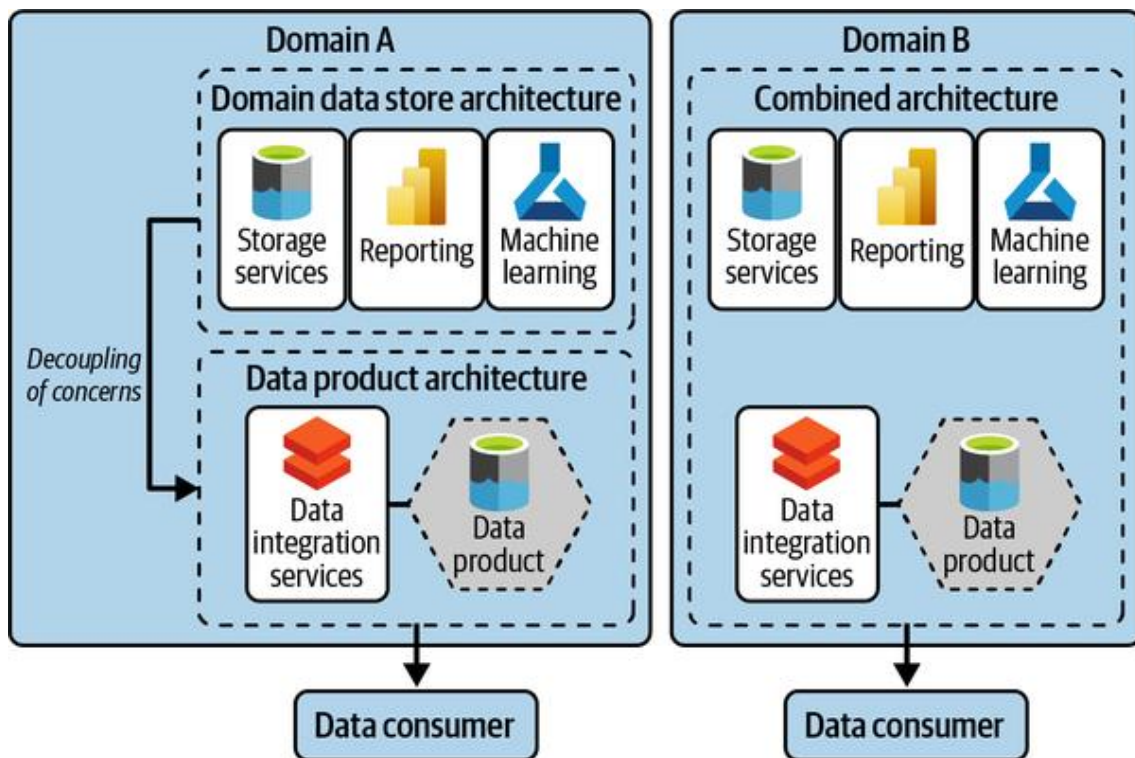 Domain A
Domain data store architecture
Storage
services
Reporting
Machine
learning
Decoupling
of concerns
Data product architecture
Data
integration
services
Data
product
Data consumer
Domain B
Combined architecture
Storage
services
Reporting
Machine
learning
Data
integration
services
Data
product
Data consumer